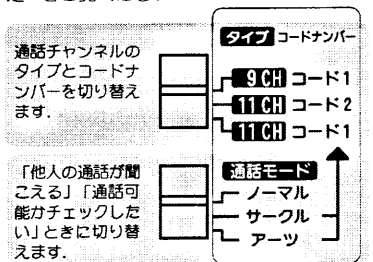 通話チャンネルの
タイプとコードナ
ンバーを切り替え
ます.
タイプ コードナンバー
9CH コード1
11CH コード2
11CH コード1
「他人の通話が聞
こえる」「通話可
能かチェックした
い」ときに切り替
えます.
通話モード
ノーマル
サークル
アーツ